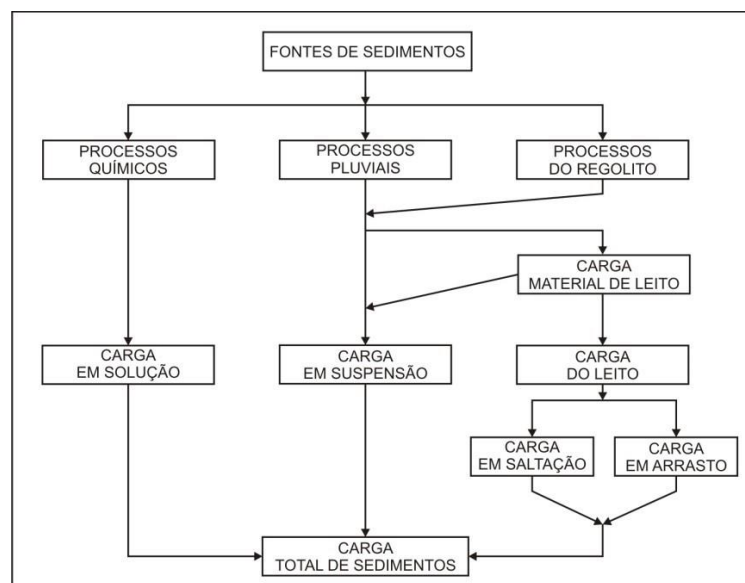 FONTES DE SEDIMENTOS
PROCESSOS
QUÍMICOS
PROCESSOS
PLUVIAIS
PROCESSOS
DO REGOLITO
CARGA
MATERIAL DE LEITO
CARGA
EM SOLUÇÃO
CARGA
EM SUSPENSÃO
CARGA
DO LEITO
CARGA
EM SALTAÇÃO
CARGA
EM ARRASTO
CARGA
TOTAL DE SEDIMENTOS